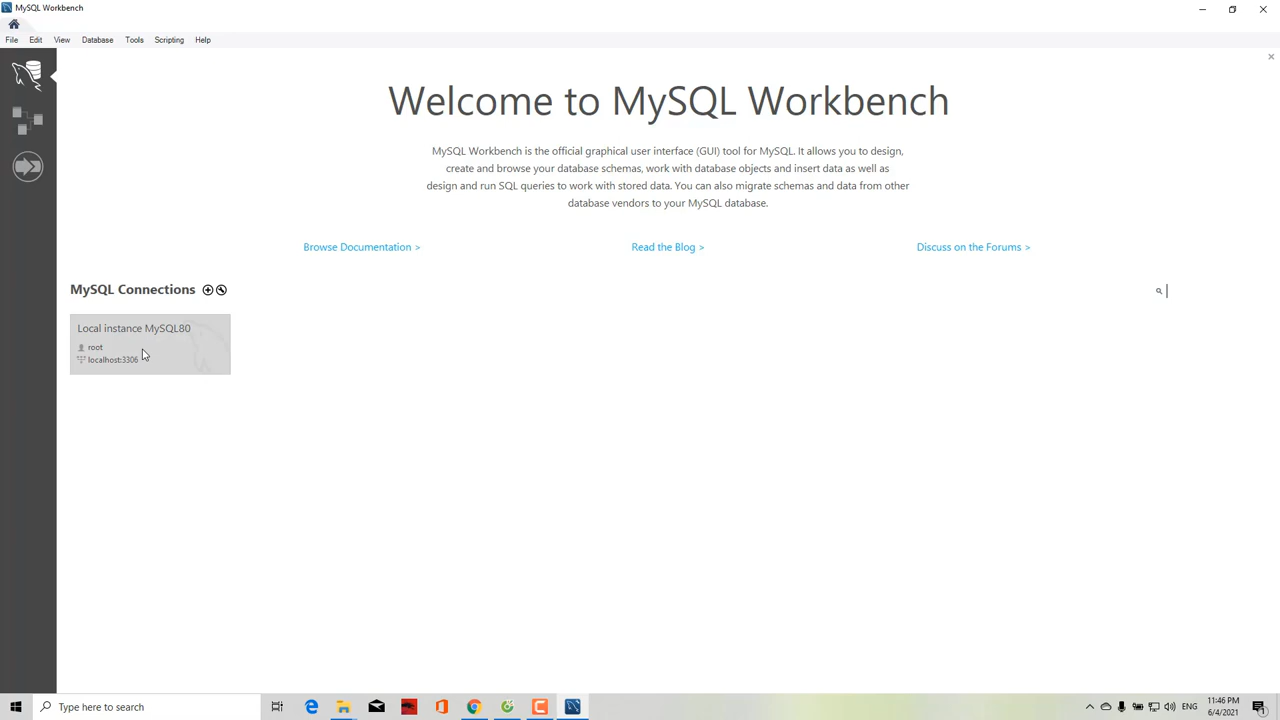 MySQL Workbench
File Edit View Database Tools Scripting Help
Welcome to MySQL Workbench
MySQL Workbench is the official graphical user interface (GUI) tool for MySQL. It allows you to design,
create and browse your database schemas, work with database objects and insert data as well as
design and run SQL queries to work with stored data. You can also migrate schemas and data from other
database vendors to your MySQL database.
Browse Documentation > Read the Blog > Discuss on the Forums >
MySQL Connections
Local instance MySQL80
root
localhost:3306
Type here to search
ENG
11:46 PM
6/4/2021